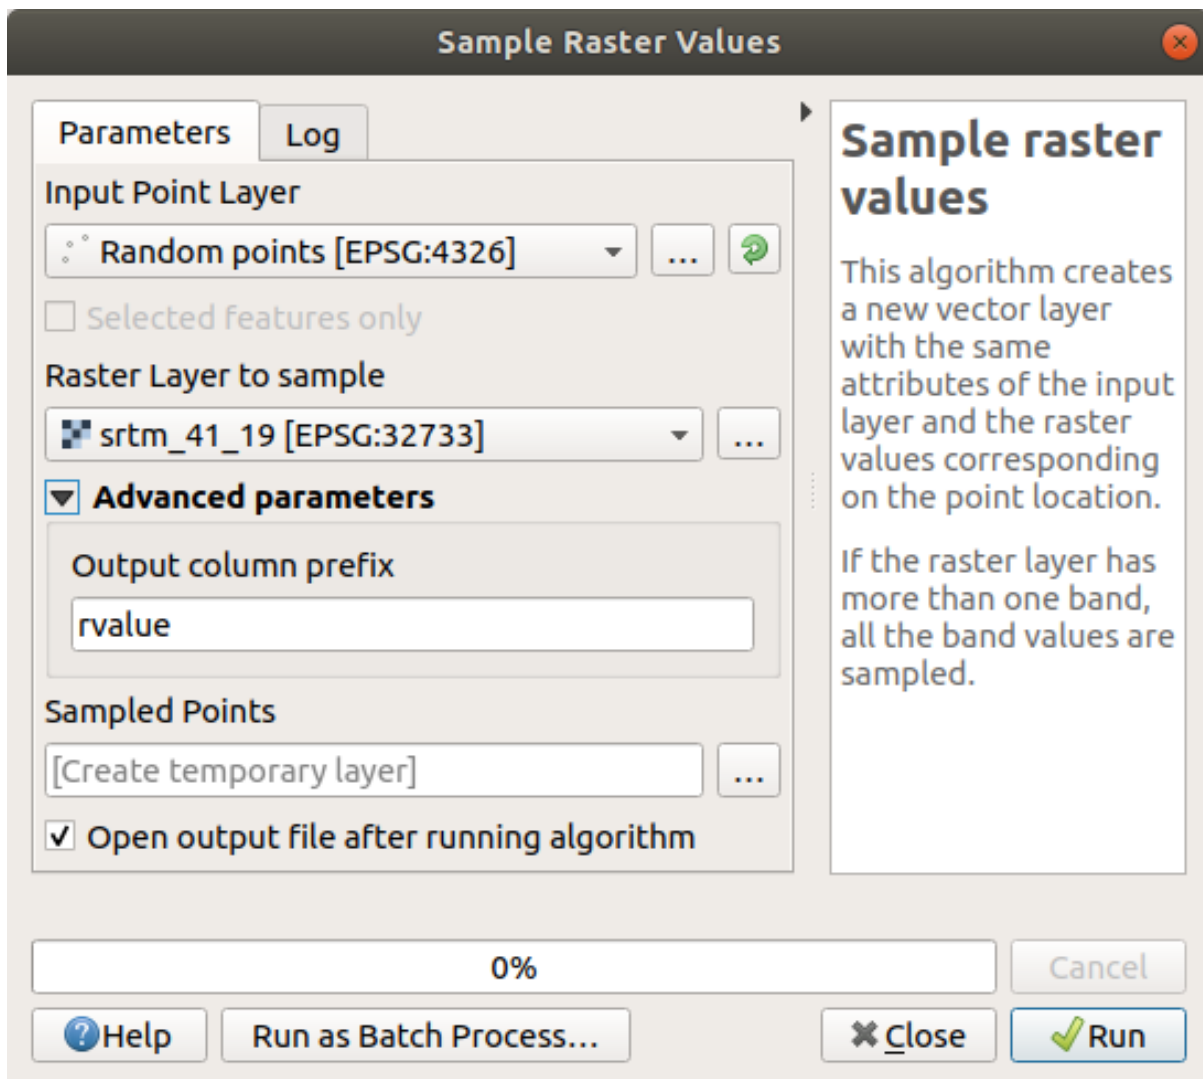 Sample Raster Values
Parameters
Log
Input Point Layer
Random points [EPSG:4326]
...
Selected features only
Raster Layer to sample
srtm_41_19 [EPSG:32733]
...
Advanced parameters
Output column prefix
rvalue
Sampled Points
[Create temporary layer]
...
Open output file after running algorithm
Sample raster
values
This algorithm creates
a new vector layer
with the same
attributes of the input
layer and the raster
values corresponding
on the point location.
If the raster layer has
more than one band,
all the band values are
sampled.
0%
Cancel
?Help
Run as Batch Process...
Close
Run